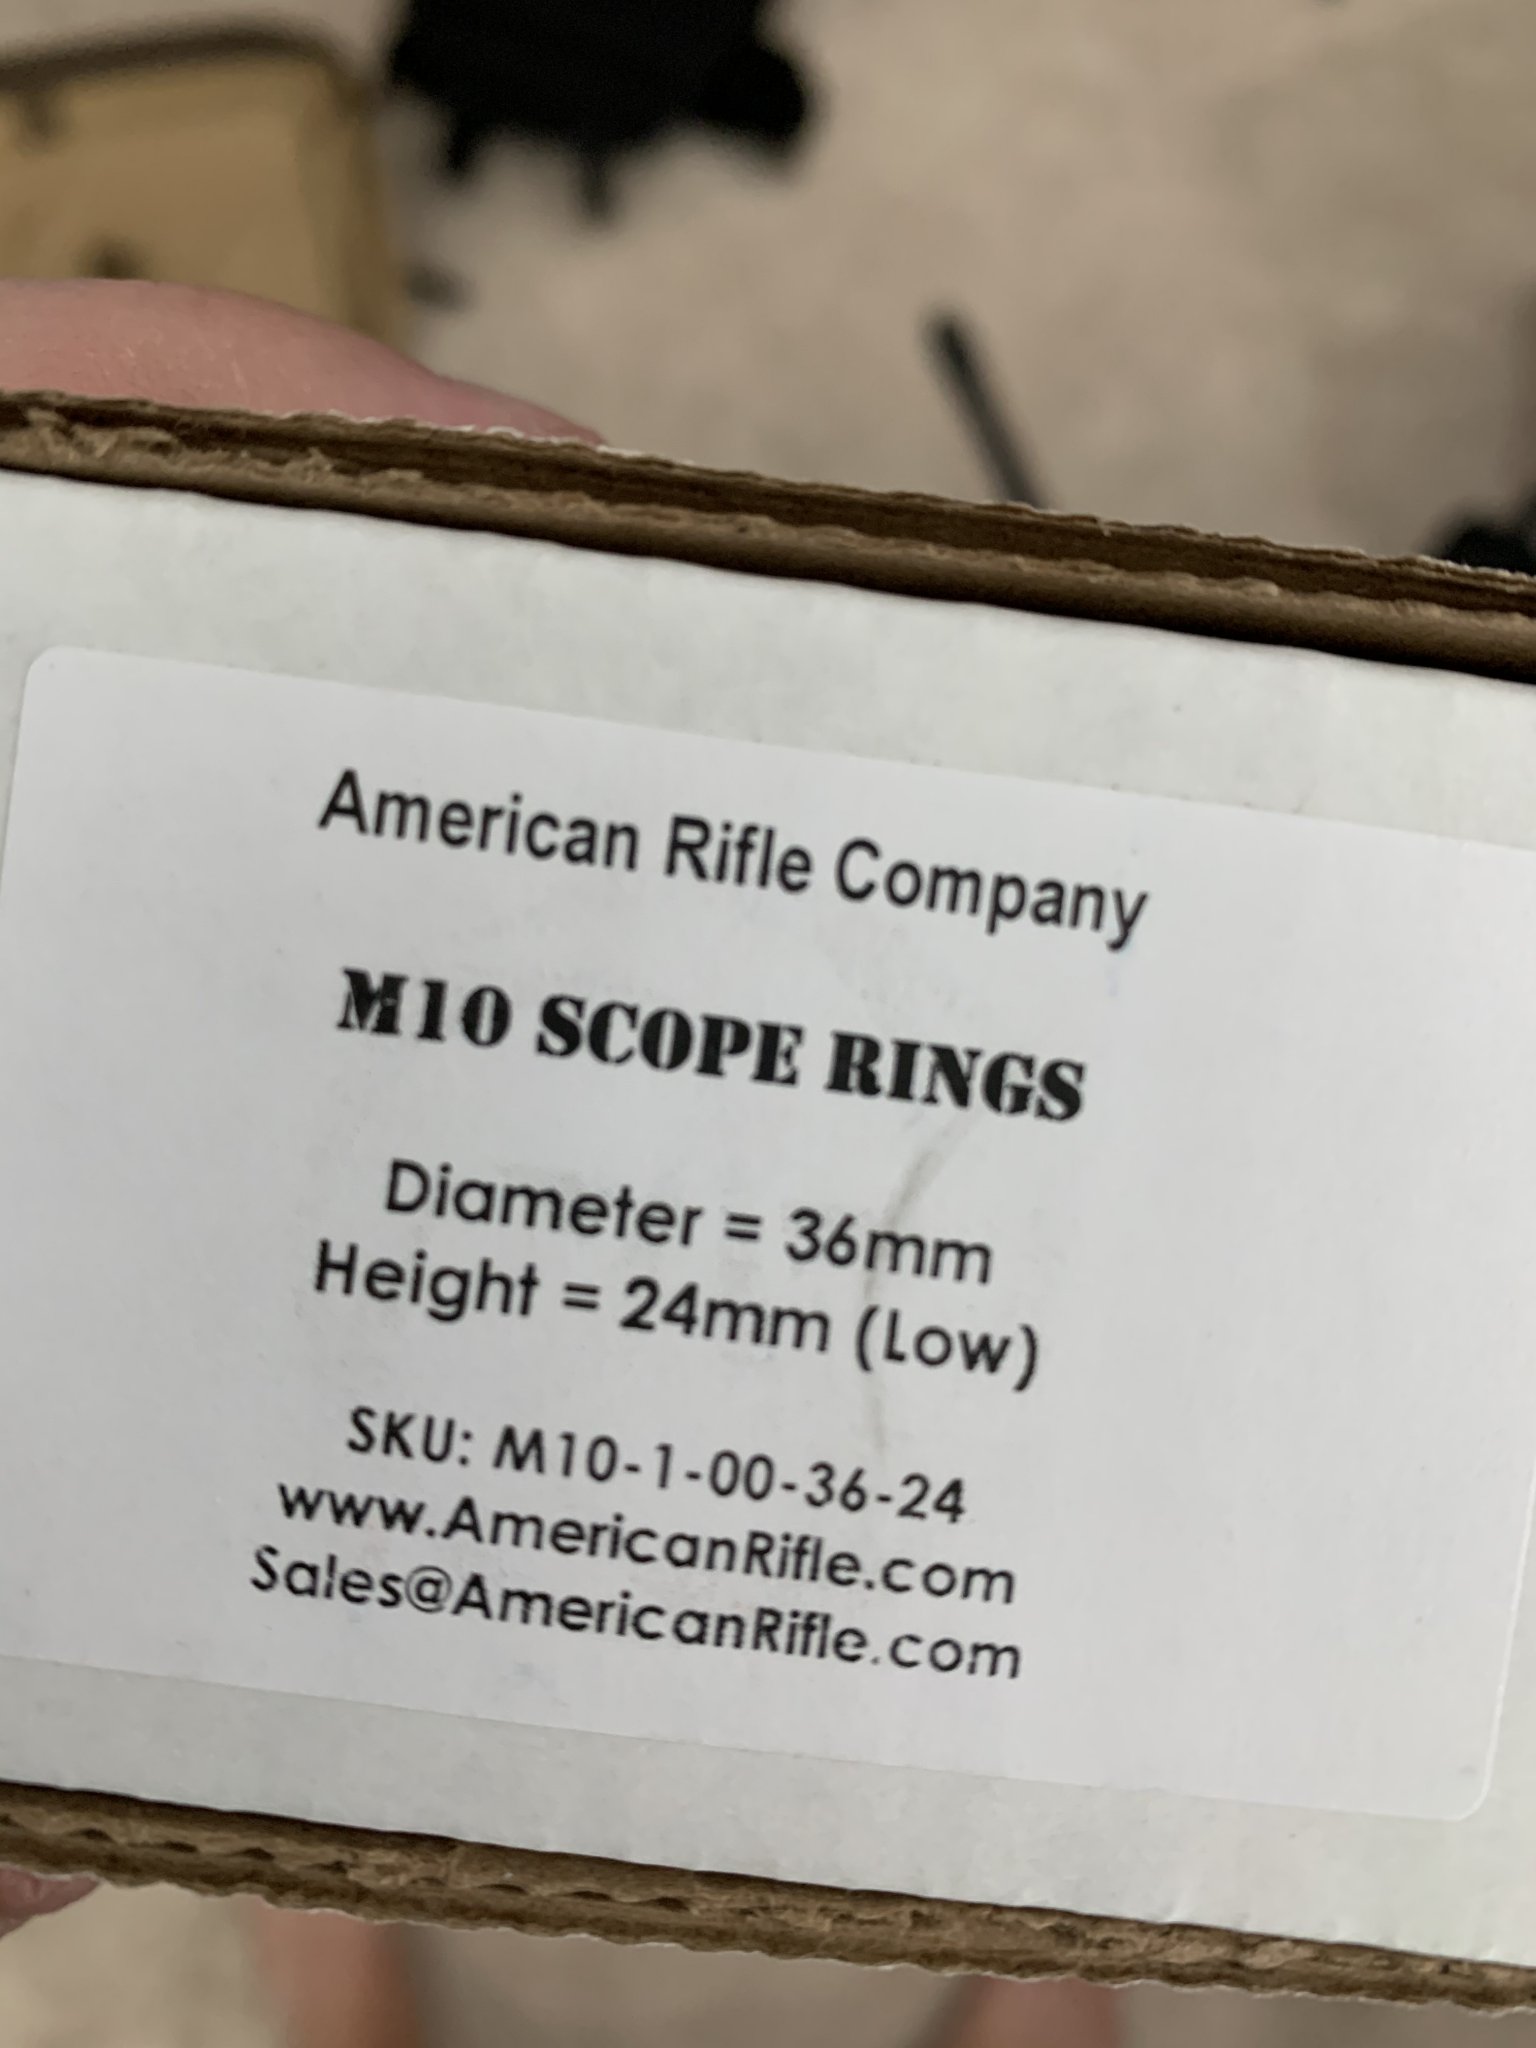 American Rifle Company
M10 SCOPE RINGS
Diameter = 36mm
Height = 24mm (Low)
SKU: M10-1-00-36-24
www.AmericanRifle.com
Sales@AmericanRifle.com